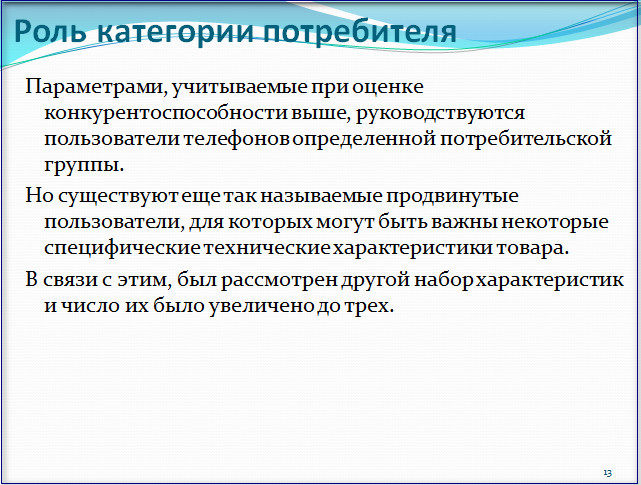 Роль категории потребителя
Параметрами, учитываемые при оценке
конкурентоспособности выше, руководствуются
пользователи телефонов определенной потребительской
группы.
Но существуют еще так называемые продвинутые
пользователи, для которых могут быть важны некоторые
специфические технические характеристики товара.
В связи с этим, был рассмотрен другой набор характеристик
и число их было увеличено до трех.
13